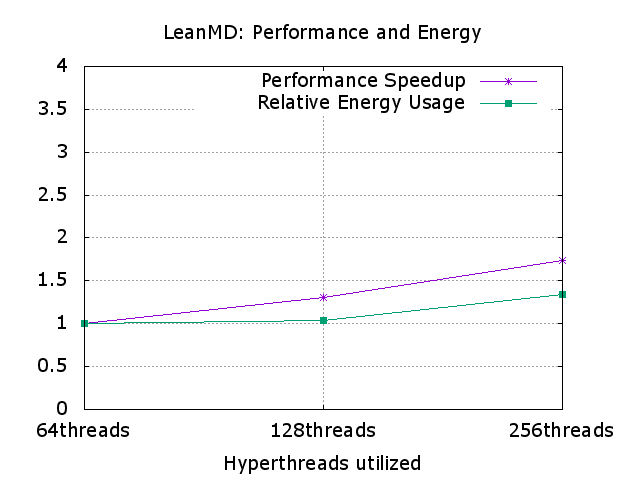 LeanMD: Performance and Energy
4
3.5
3
2.5
2
1.5
1
0.5
0
Performance Speedup
Relative Energy Usage
64threads 128threads 256threads
Hyperthreads utilized